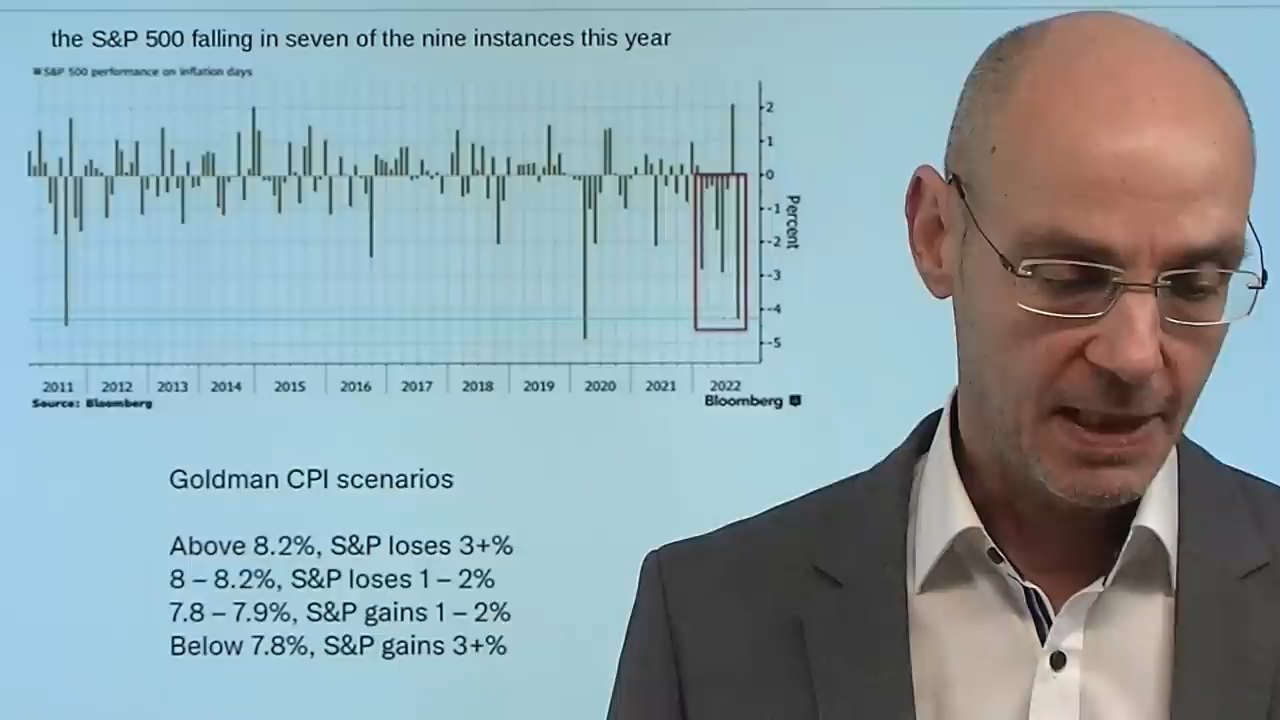 the S&P 500 falling in seven of the nine instances this year
S&P 500 performance on inflation days
2
1
0
-1
-2
-3
-4
-5
Percent
2011 2012 2013 2014 2015 2016 2017 2018 2019 2020 2021 2022
Source: Bloomberg
Bloomberg
Goldman CPI scenarios
Above 8.2%, S&P loses 3+%
8 – 8.2%, S&P loses 1 – 2%
7.8 – 7.9%, S&P gains 1 – 2%
Below 7.8%, S&P gains 3+%